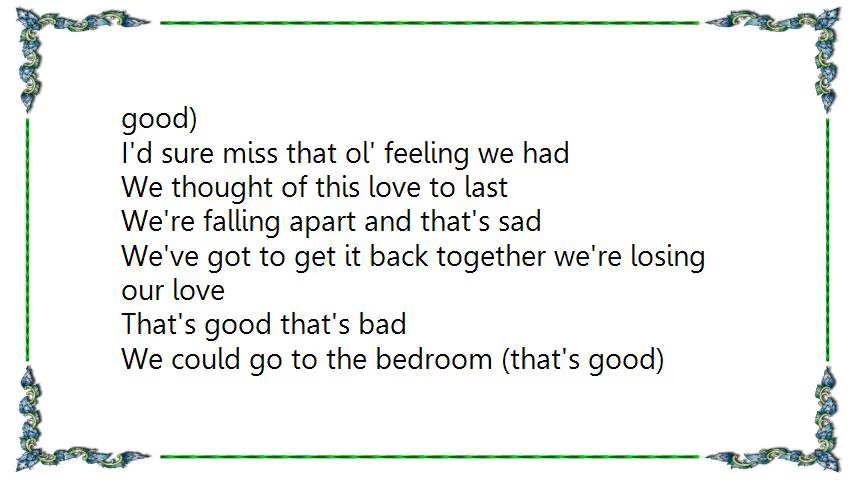 good)
I'd sure miss that ol' feeling we had
We thought of this love to last
We're falling apart and that's sad
We've got to get it back together we're losing
our love
That's good that's bad
We could go to the bedroom (that's good)